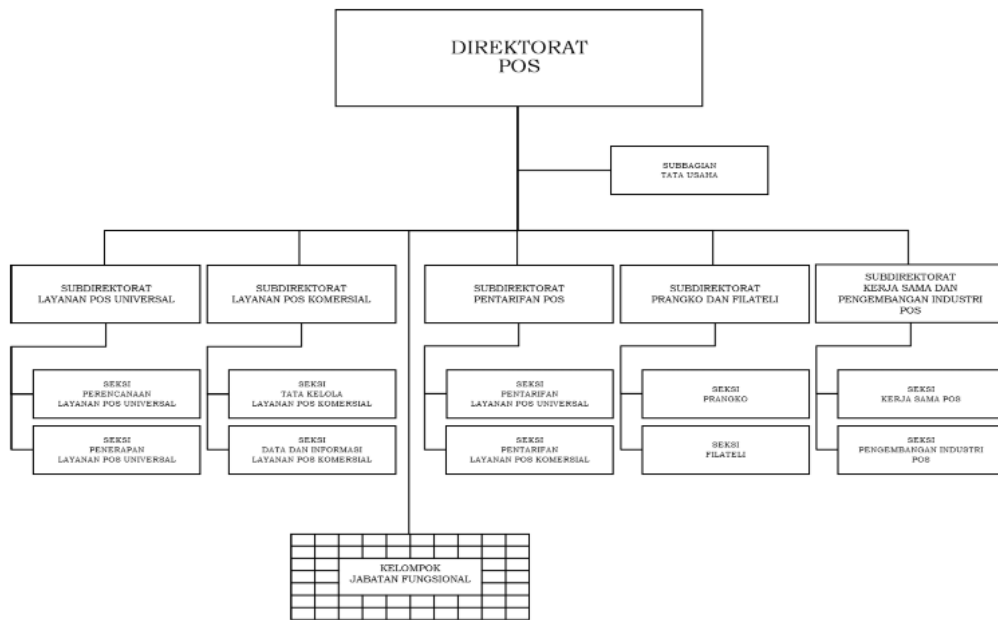 DIREKTORAT
POS
SUBBAGIAN
TATA USAHA
SUBDIREKTORAT
LAYANAN POS UNIVERSAL
SUBDIREKTORAT
LAYANAN POS KOMERSIAL
SUBDIREKTORAT
PENTARIFAN POS
SUBDIREKTORAT
PRANGKO DAN FILATELI
SUBDIREKTORAT
KERJA SAMA DAN
PENGEMBANGAN INDUSTRI
POS
SEKSI
PERENCANAAN
LAYANAN POS UNIVERSAL
SEKSI
TATA KELOLA
LAYANAN POS KOMERSIAL
SEKSI
PENTARIFAN
LAYANAN POS UNIVERSAL
SEKSI
PRANGKO
SEKSI
KERJA SAMA POS
SEKSI
PENERAPAN
LAYANAN POS UNIVERSAL
SEKSI
DATA DAN INFORMASI
LAYANAN POS KOMERSIAL
SEKSI
PENTARIFAN
LAYANAN POS KOMERSIAL
SEKSI
FILATELI
SEKSI
PENGEMBANGAN INDUSTRI
POS
KELOMPOK
JABATAN FUNGSIONAL